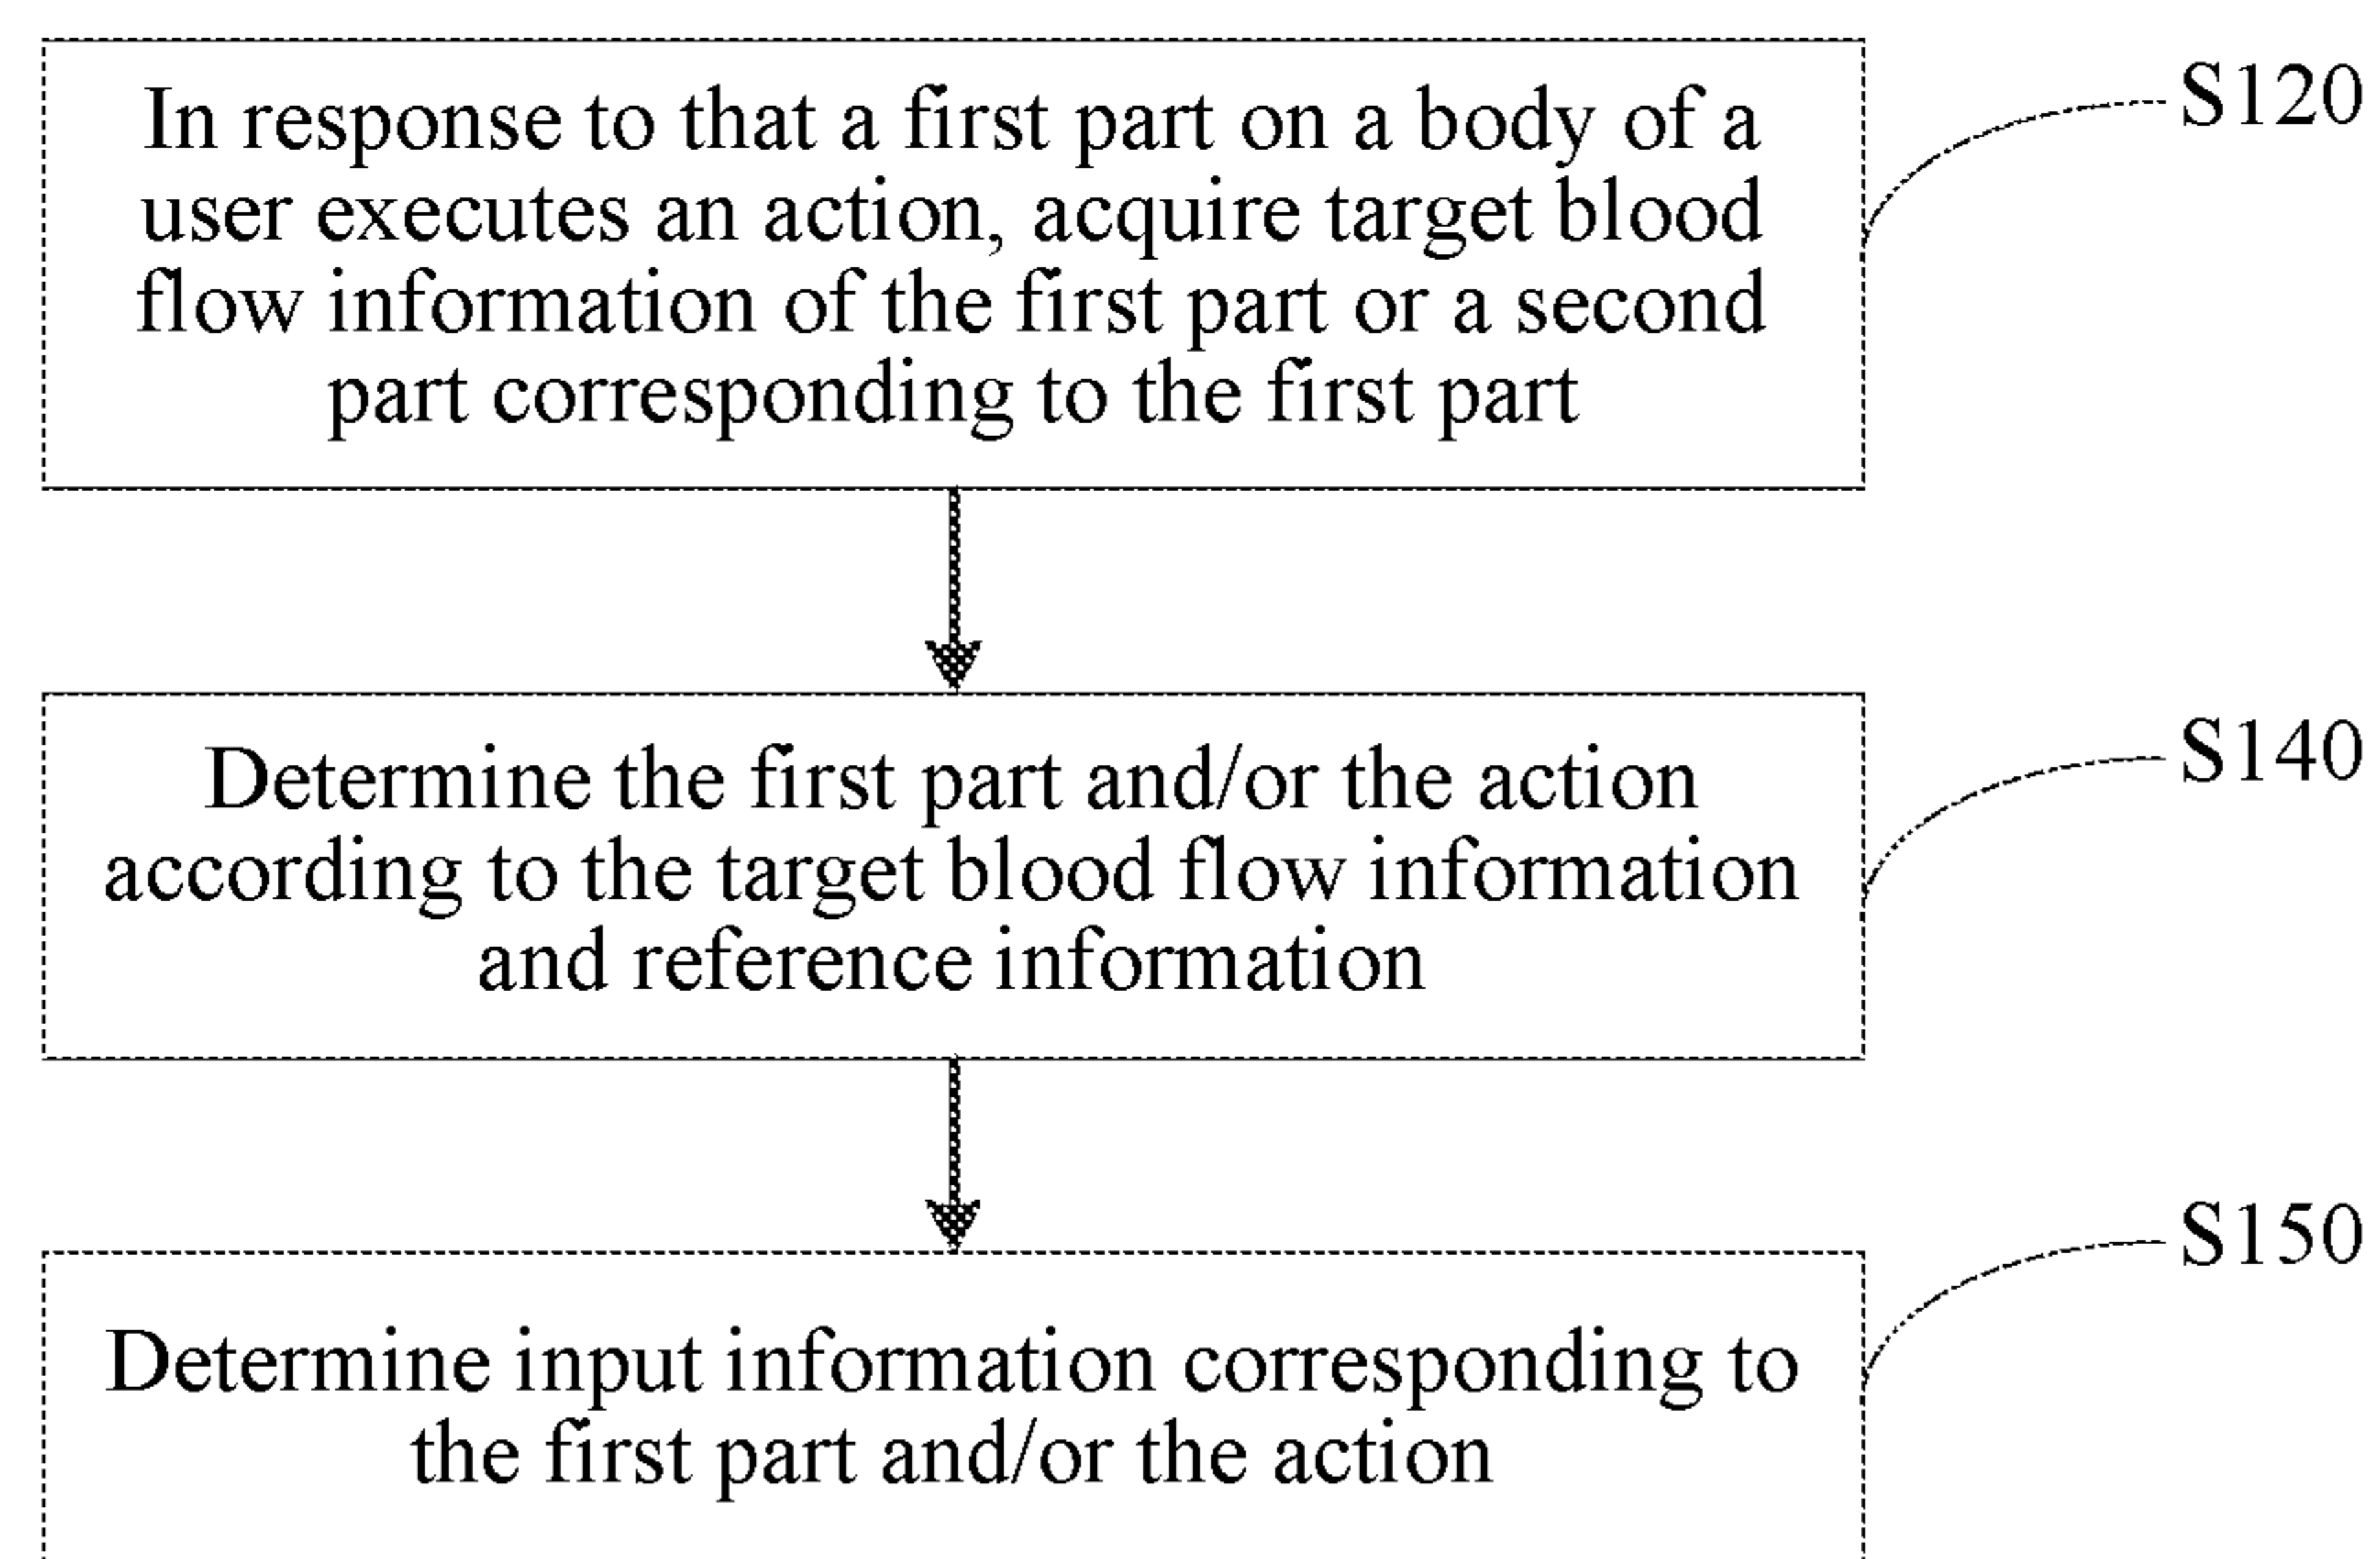 In response to that a first part on a body of a
user executes an action, acquire target blood
flow information of the first part or a second
part corresponding to the first part
S120
Determine the first part and/or the action
according to the target blood flow information
and reference information
S140
Determine input information corresponding to
the first part and/or the action
S150